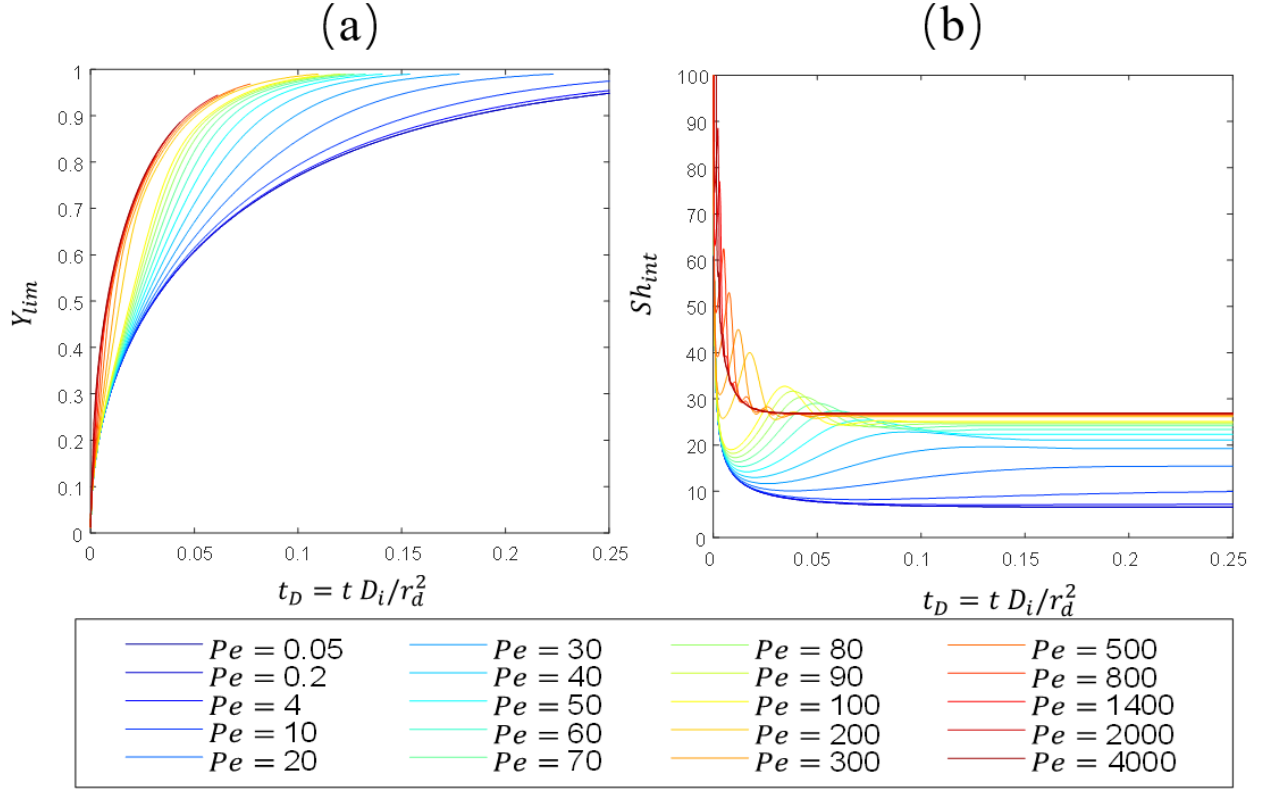 (a)
(b)
1
0.9
0.8
0.7
0.6
0.5
0.4
0.3
0.2
0.1
0
Y_lim
0 0.05 0.1 0.15 0.2 0.25
t_D = t D_i/r_d^2
100
90
80
70
60
50
40
30
20
10
0
Sh_int
0 0.05 0.1 0.15 0.2 0.25
t_D = t D_i/r_d^2
Pe = 0.05 Pe = 30 Pe = 80 Pe = 500
Pe = 0.2 Pe = 40 Pe = 90 Pe = 800
Pe = 4 Pe = 50 Pe = 100 Pe = 1400
Pe = 10 Pe = 60 Pe = 200 Pe = 2000
Pe = 20 Pe = 70 Pe = 300 Pe = 4000